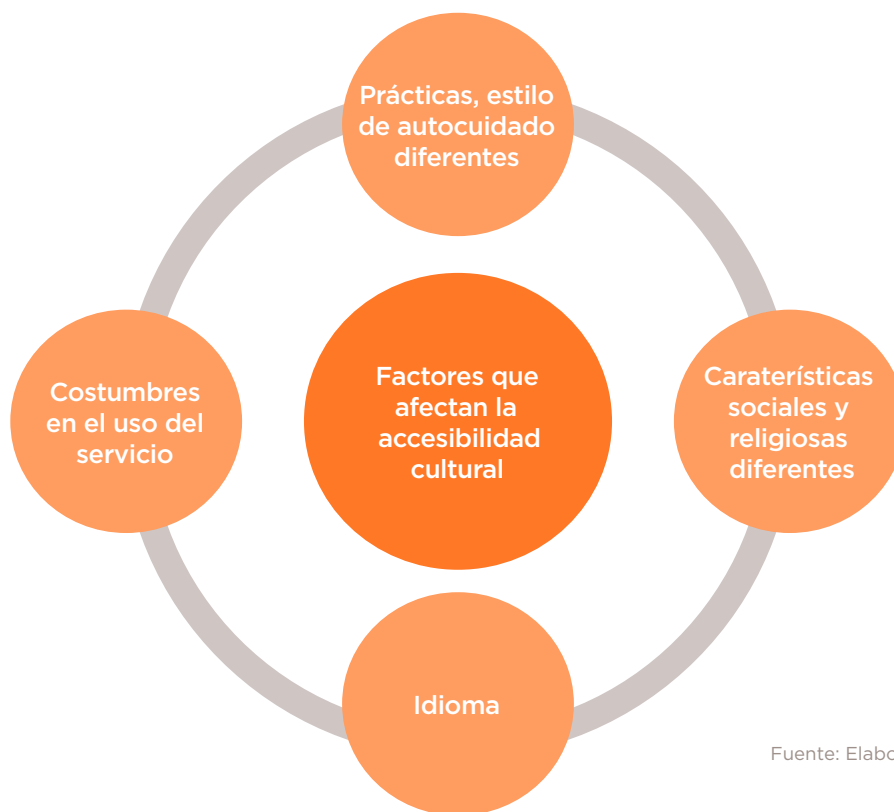 Prácticas, estilo
de autocuidado
diferentes
Costumbres
en el uso del
servicio
Factores que
afectan la
accesibilidad
cultural
Caraterísticas
sociales y
religiosas
diferentes
Idioma
Fuente: